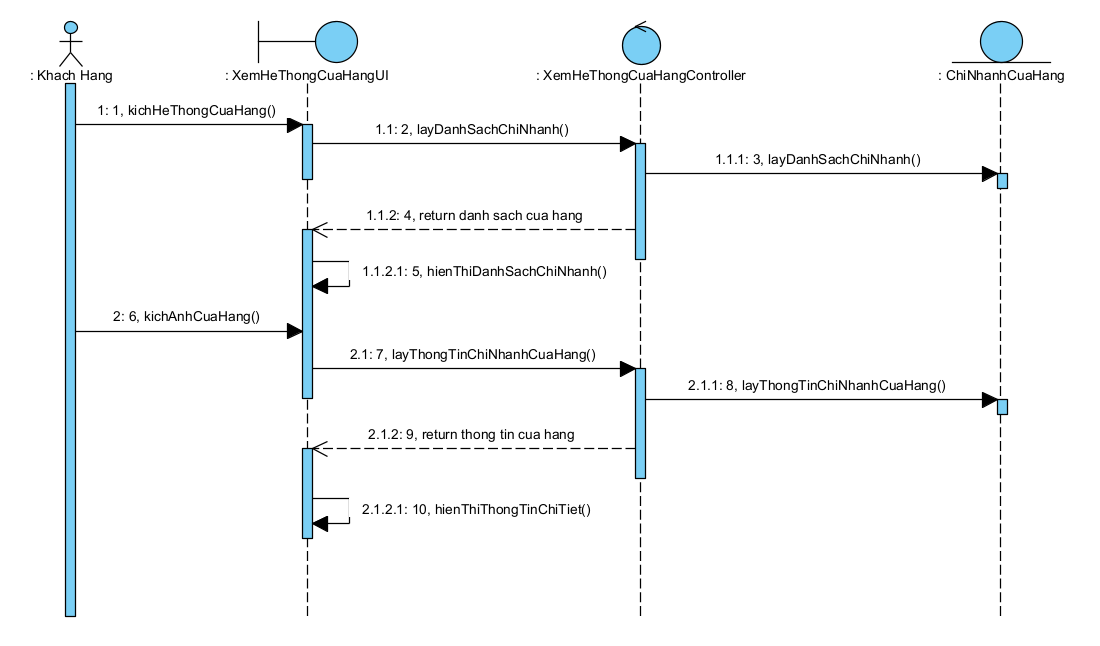 : Khach Hang
: XemHeThongCuaHangUI
: XemHeThongCuaHangController
: ChiNhanhCuaHang
1: 1, kichHeThongCuaHang()
1.1: 2, layDanhSachChiNhanh()
1.1.1: 3, layDanhSachChiNhanh()
1.1.2: 4, return danh sach cua hang
1.1.2.1: 5, hienThiDanhSachChiNhanh()
2: 6, kichAnhCuaHang()
2.1: 7, layThongTinChiNhanhCuaHang()
2.1.1: 8, layThongTinChiNhanhCuaHang()
2.1.2: 9, return thong tin cua hang
2.1.2.1: 10, hienThiThongTinChiTiet()